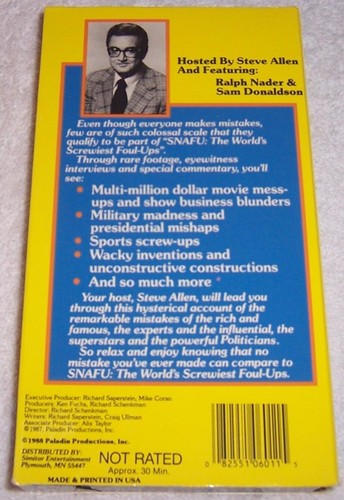 Hosted By Steve Allen
And Featuring:
Ralph Nader &
Sam Donaldson
Even though everyone makes mistakes,
few are of such colossal scale that they
qualify to be part of "SNAFU: The World's
Screwiest Foul-Ups".
Through rare footage, eyewitness
interviews and special commentary, you'll
see:
• Multi-million dollar movie mess-
ups and show business blunders
• Military madness and
presidential mishaps
• Sports screw-ups
• Wacky inventions and
unconstructive constructions
• And so much more
Your host, Steve Allen, will lead you
through this hysterical account of the
remarkable mistakes of the rich and
famous, the experts and the influential, the
superstars and the powerful Politicians.
So relax and enjoy knowing that no
mistake you've ever made can compare to
SNAFU: The World's Screwiest Foul-Ups.
Executive Producer: Richard Saperstein, Mike Corso
Producers: Ken Fuchs, Richard Schenkman
Director: Richard Schenkman
Writers: Richard Saperstein, Craig Ullman
Associate Producer: Alix Taylor
©1987, Paladin Productions, Inc.
©1988 Paladin Productions, Inc.
DISTRIBUTED BY:
Simitar Entertainment
Plymouth, MN 55447
NOT RATED
Approx. 30 Min.
0 82551 06011 5
MADE & PRINTED IN USA